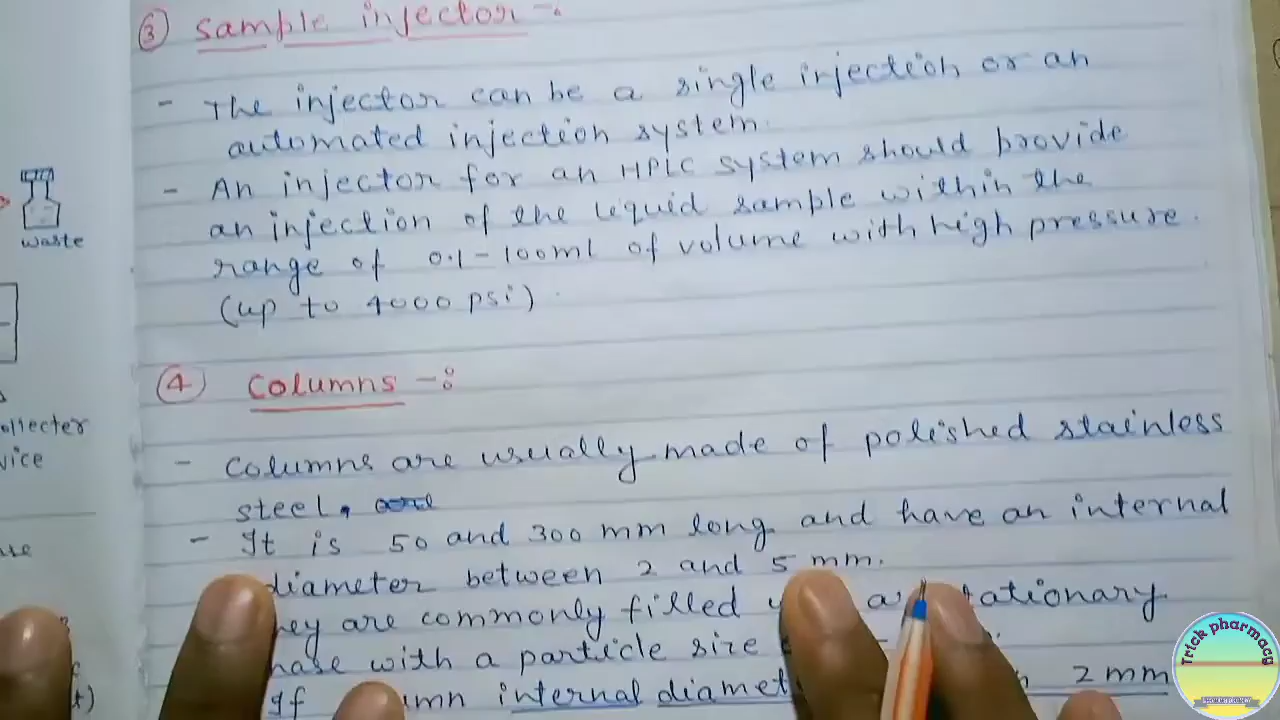 ③ Sample injector -:
- The injector can be a single injection or an
automated injection system.
- An injector for an HPLC system should provide
an injection of the liquid sample within the
range of 0.1 - 100ml of volume with high pressure.
(up to 4000 psi).
④ Columns -:
- Columns are usually made of polished stainless
steel,
- It is 50 and 300 mm long and have an internal
diameter between 2 and 5 mm.
are commonly filled
with a particle size
If internal 2 mm
waste
Trick pharmacy